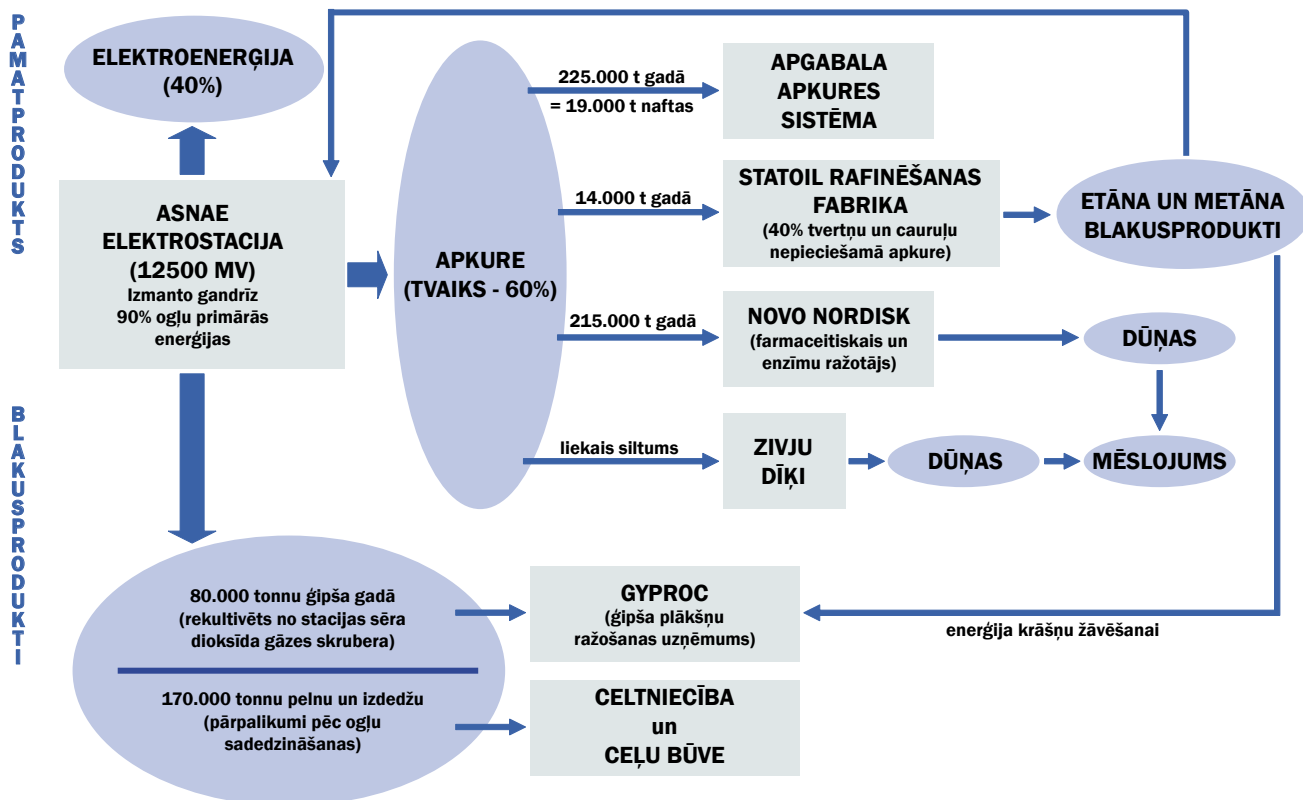 PAMATPRODUKTS
ELEKTROENERĢIJA
(40%)
225.000 t gadā
= 19.000 t naftas
APGABALA
APKURES
SISTĒMA
ASNAE
ELEKTROSTACIJA
(12500 MV)
Izmanto gandrīz
90% ogļu primārās
enerģijas
APKURE
(TVAIKS - 60%)
14.000 t gadā
STATOIL RAFINĒŠANAS
FABRIKA
(40% tvertņu un cauruļu
nepieciešamā apkure)
ETĀNA UN METĀNA
BLAKUSPRODUKTI
215.000 t gadā
NOVO NORDISK
(farmaceitiskais un
enzīmu ražotājs)
DŪŅAS
liekais siltums
ZIVJU
DĪĶI
DŪŅAS
MĒSLOJUMS
BLAKUSPRODUKTI
80.000 tonnu ģipša gadā
(rekultivēts no stacijas sēra
dioksīda gāzes skrubera)
GYPROC
(ģipša plākšņu
ražošanas uzņēmums)
enerģija krāšņu žāvēšanai
170.000 tonnu pelnu un izdedžu
(pārpalikumi pēc ogļu
sadedzināšanas)
CELTNIECĪBA
un
CEĻU BŪVE